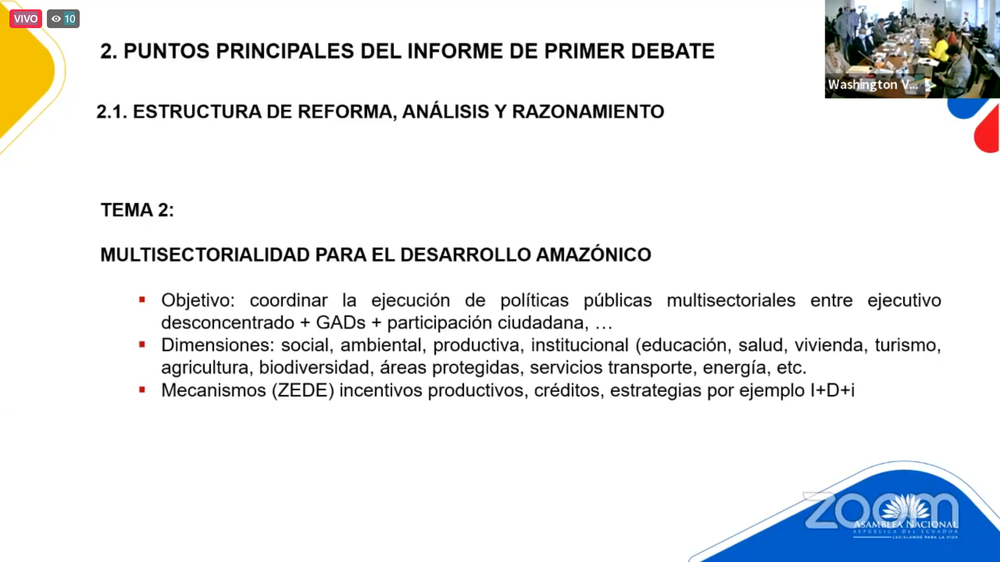 VIVO
10
2. PUNTOS PRINCIPALES DEL INFORME DE PRIMER DEBATE
Washington V...
2.1. ESTRUCTURA DE REFORMA, ANÁLISIS Y RAZONAMIENTO
TEMA 2:
MULTISECTORIALIDAD PARA EL DESARROLLO AMAZÓNICO
▪ Objetivo: coordinar la ejecución de políticas públicas multisectoriales entre ejecutivo
desconcentrado + GADs + participación ciudadana, …
▪ Dimensiones: social, ambiental, productiva, institucional (educación, salud, vivienda, turismo,
agricultura, biodiversidad, áreas protegidas, servicios transporte, energía, etc.
▪ Mecanismos (ZEDE) incentivos productivos, créditos, estrategias por ejemplo I+D+i
zoom
ASAMBLEA NACIONAL
REPÚBLICA DEL ECUADOR
LEGISLAMOS PARA LA VIDA